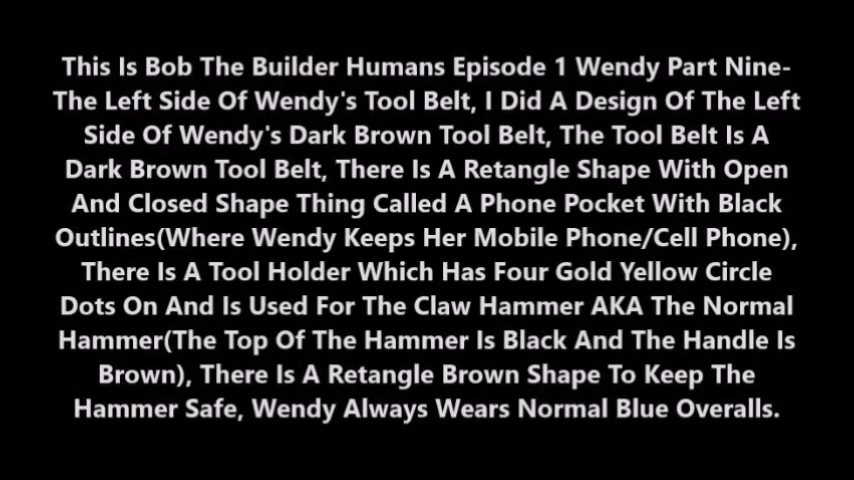 This Is Bob The Builder Humans Episode 1 Wendy Part Nine-
The Left Side Of Wendy's Tool Belt, I Did A Design Of The Left
Side Of Wendy's Dark Brown Tool Belt, The Tool Belt Is A
Dark Brown Tool Belt, There Is A Retangle Shape With Open
And Closed Shape Thing Called A Phone Pocket With Black
Outlines(Where Wendy Keeps Her Mobile Phone/Cell Phone),
There Is A Tool Holder Which Has Four Gold Yellow Circle
Dots On And Is Used For The Claw Hammer AKA The Normal
Hammer(The Top Of The Hammer Is Black And The Handle Is
Brown), There Is A Retangle Brown Shape To Keep The
Hammer Safe, Wendy Always Wears Normal Blue Overalls.